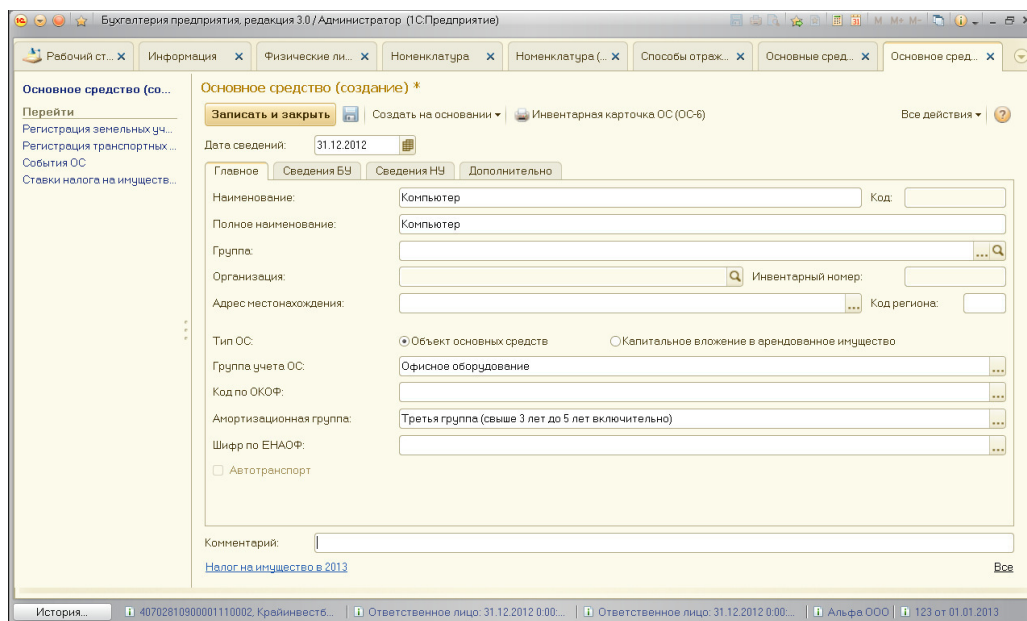 Бухгалтерия предприятия, редакция 3.0 / Администратор (1С:Предприятие)
M M+ M-
Рабочий ст... Информация Физические ли... Номенклатура Номенклатура (... Способы отраж... Основные сред... Основное сред...
Основное средство (со...
Перейти
Регистрация земельных уч...
Регистрация транспортных ...
События ОС
Ставки налога на имуществ...
Основное средство (создание) *
Записать и закрыть Создать на основании Инвентарная карточка ОС (ОС-6) Все действия ?
Дата сведений: 31.12.2012
Главное Сведения БУ Сведения НУ Дополнительно
Наименование: Компьютер Код:
Полное наименование: Компьютер
Группа: ...
Организация: Инвентарный номер:
Адрес местонахождения: ... Код региона:
Тип ОС: Объект основных средств Капитальное вложение в арендованное имущество
Группа учета ОС: Офисное оборудование ...
Код по ОКОФ: ...
Амортизационная группа: Третья группа (свыше 3 лет до 5 лет включительно) ...
Шифр по ЕНАОФ: ...
Автотранспорт
Комментарий:
Налог на имущество в 2013 Все
История... 40702810900001110002, Крайинвестб... Ответственное лицо: 31.12.2012 0:00:... Ответственное лицо: 31.12.2012 0:00:... Альфа ООО 123 от 01.01.2013